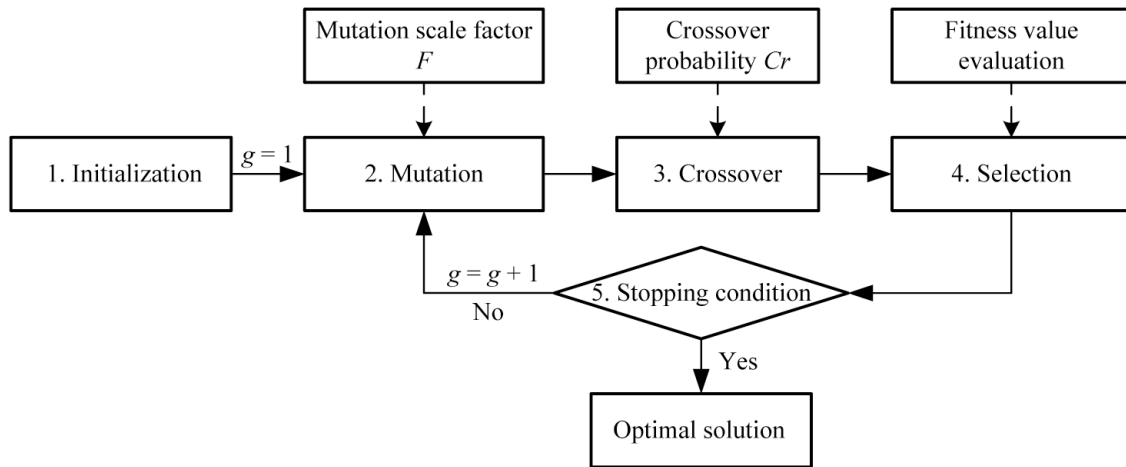 Mutation scale factor
F
Crossover
probability Cr
Fitness value
evaluation
1. Initialization
g = 1
2. Mutation
3. Crossover
4. Selection
g = g + 1
No
5. Stopping condition
Yes
Optimal solution